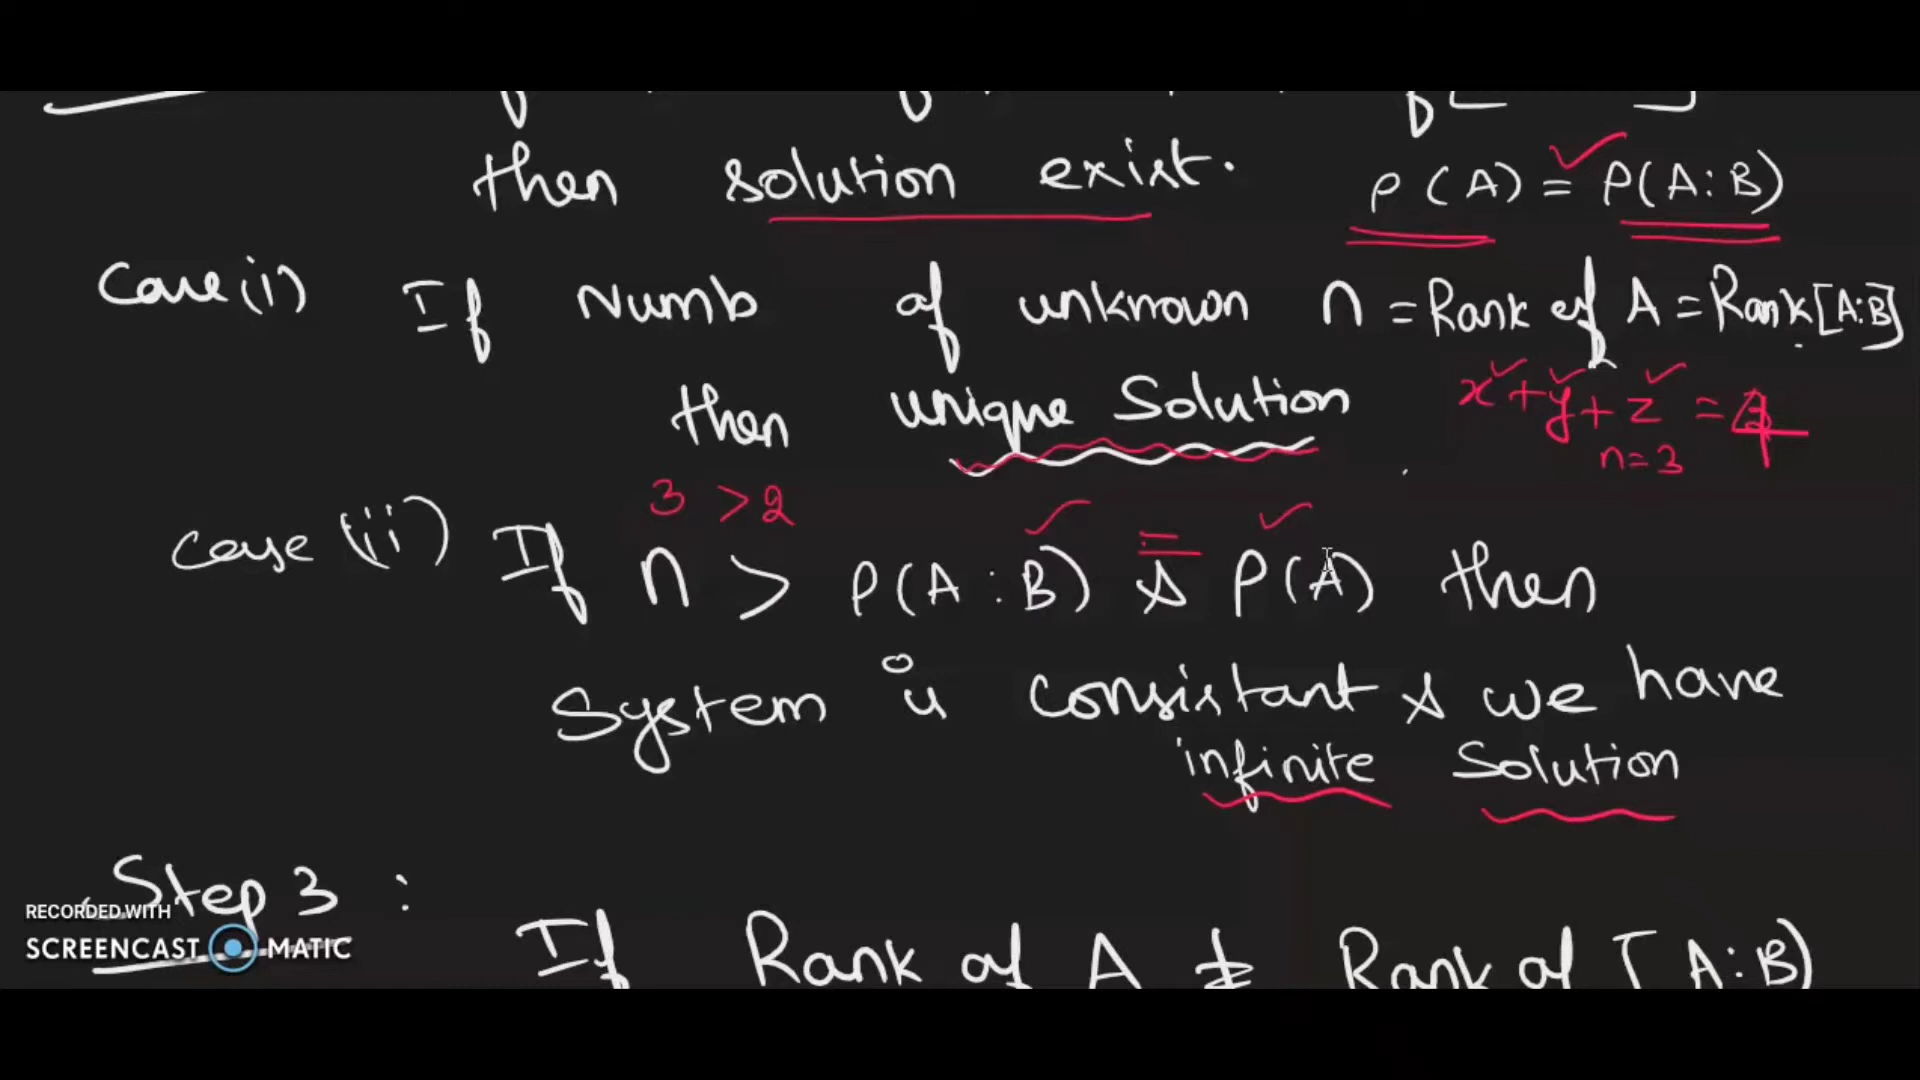 then solution exist. ρ(A) = ρ(A:B)
Case(i) If Numb of unknown n = Rank of A = Rank[A:B]
then unique Solution
x+y+z =
n=3
3 > 2
case (ii) If n > ρ(A:B) = & ρ(A) then
System is consistant & we have
infinite Solution
Step 3 :
If Rank of A ≠ Rank of [A:B)
RECORDED WITH
SCREENCAST MATIC